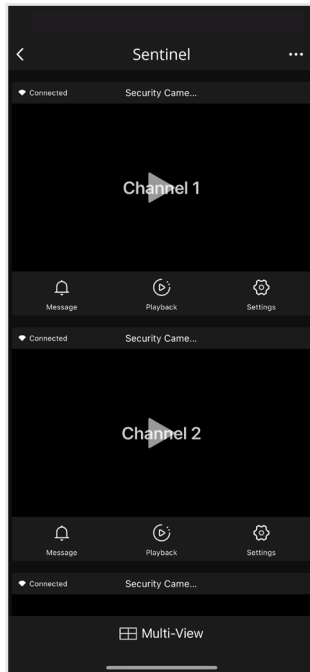 Sentinel
Connected Security Came...
Channel 1
Message Playback Settings
Connected Security Came...
Channel 2
Message Playback Settings
Connected Security Came...
Multi-View